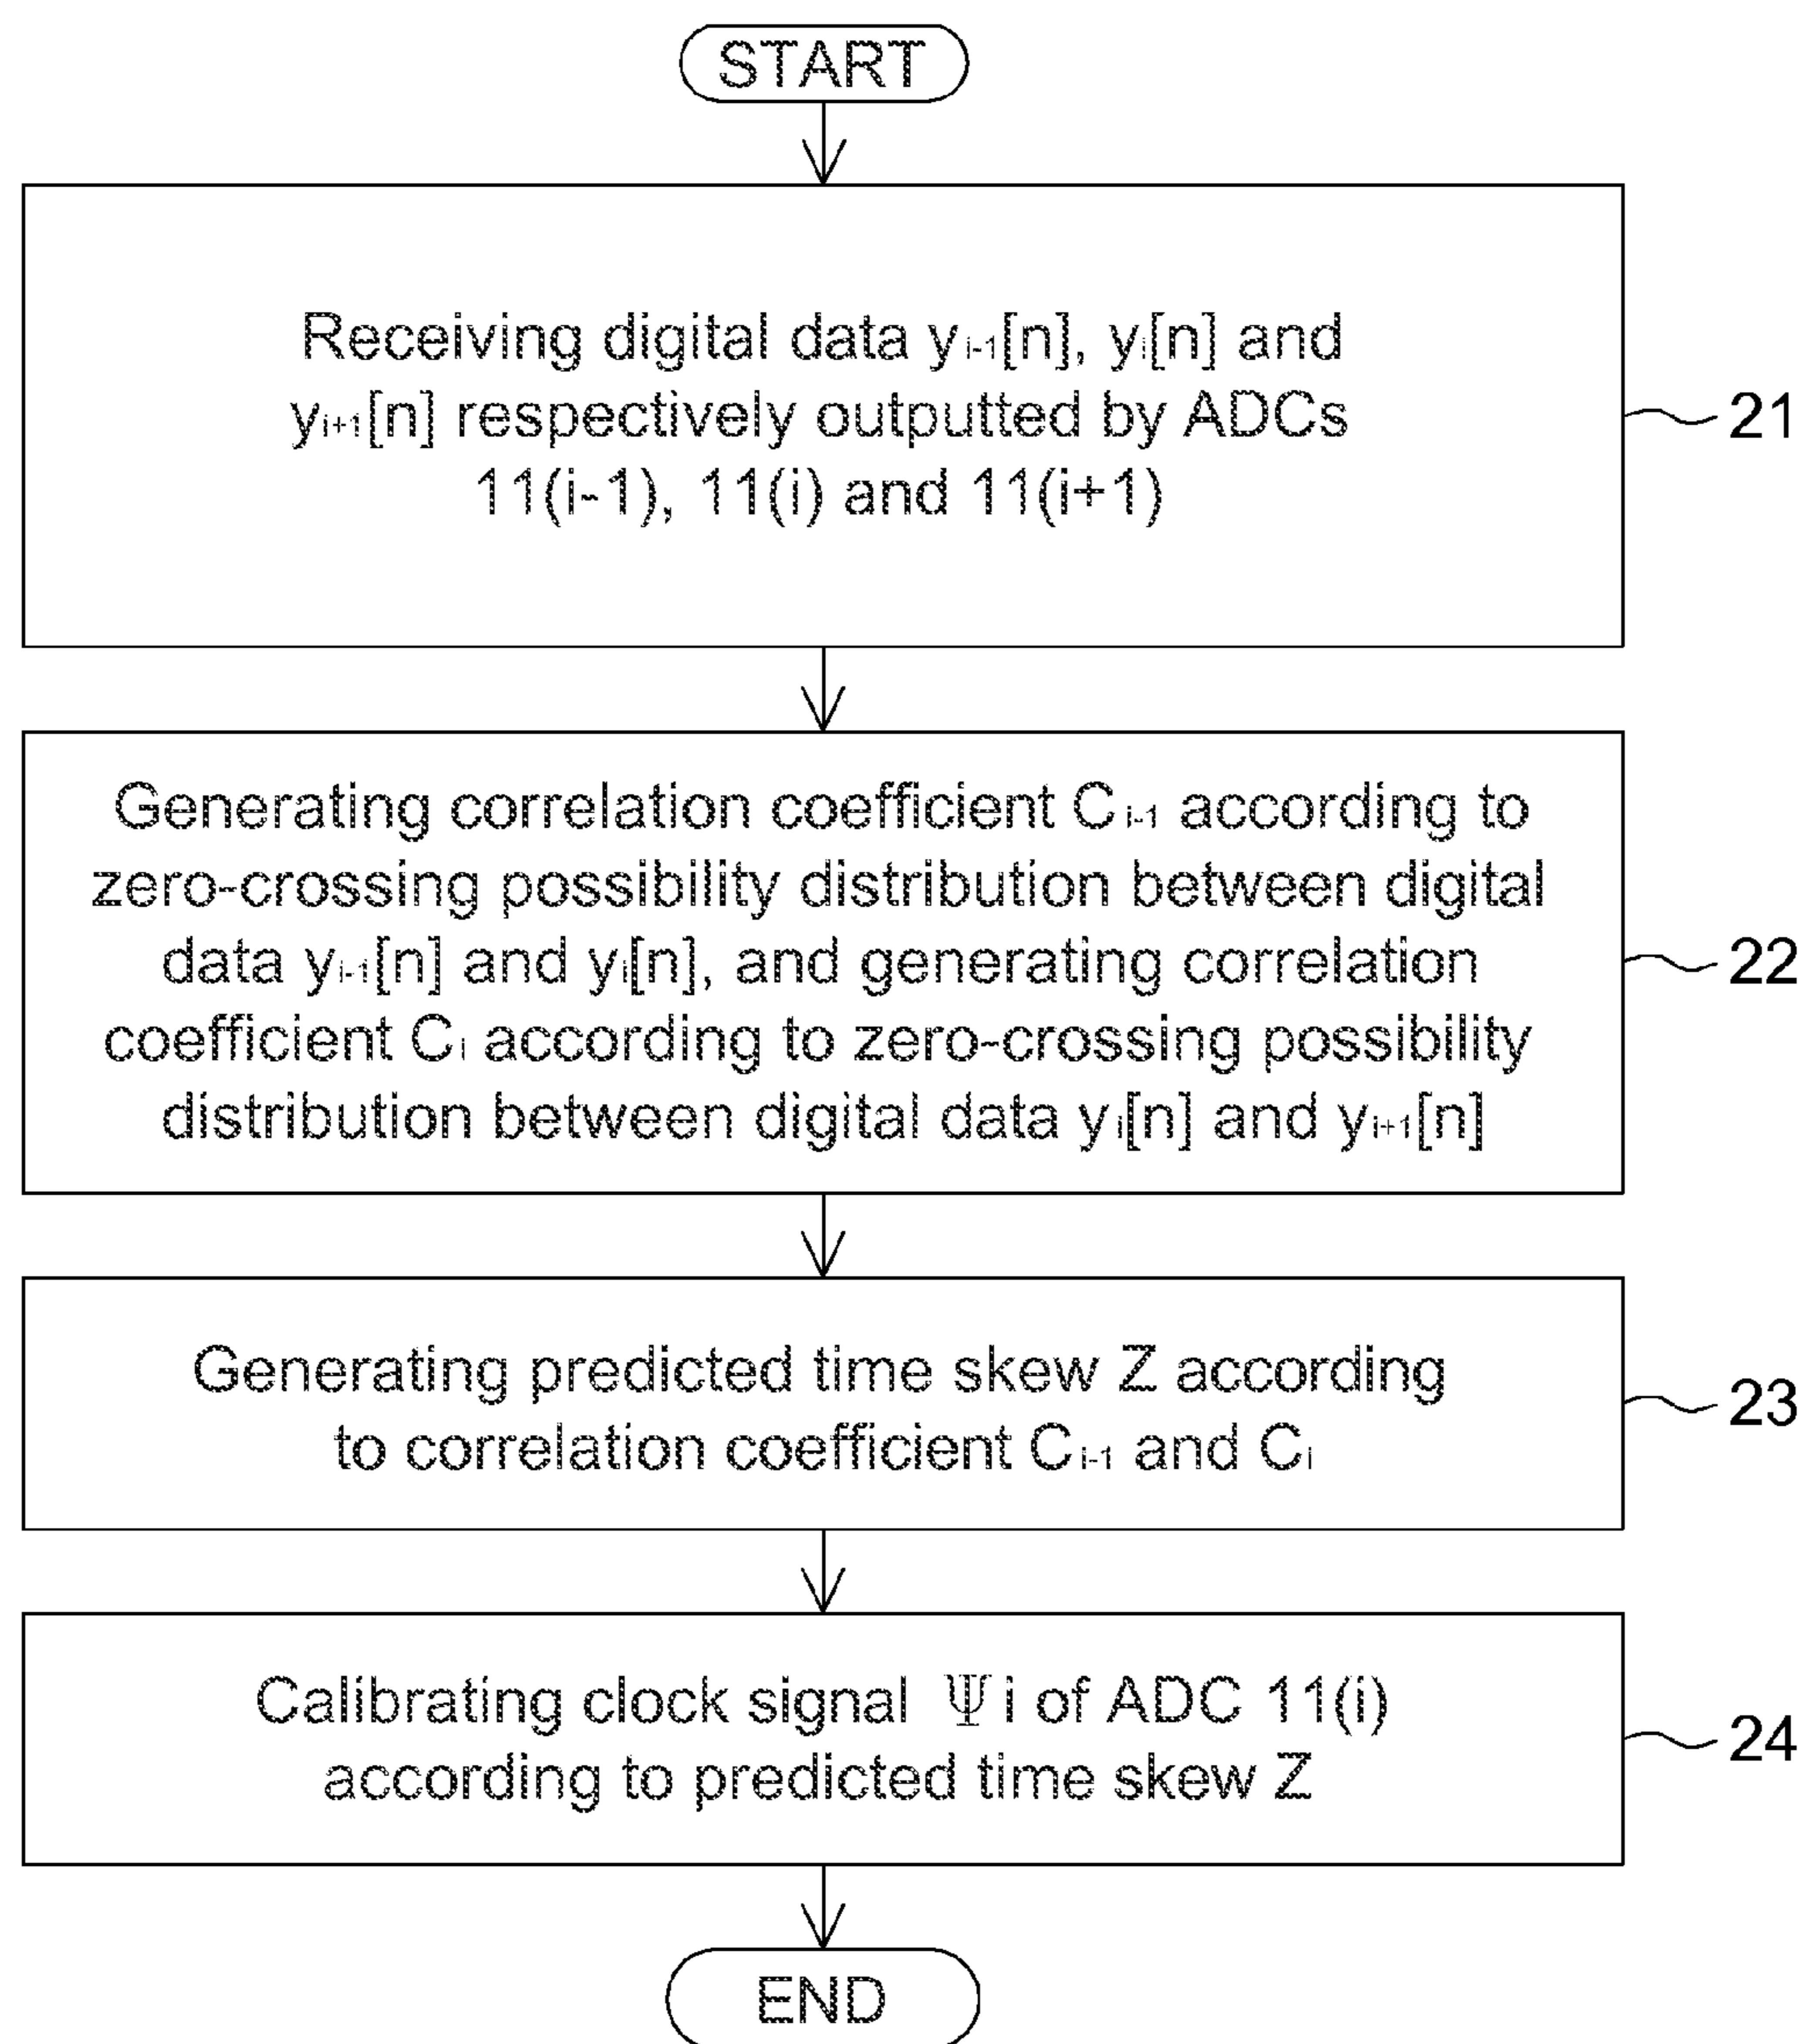 START
Receiving digital data yi-1[n], yi[n] and
yi+1[n] respectively outputted by ADCs
11(i-1), 11(i) and 11(i+1)
21
Generating correlation coefficient Ci-1 according to
zero-crossing possibility distribution between digital
data yi-1[n] and yi[n], and generating correlation
coefficient Ci according to zero-crossing possibility
distribution between digital data yi[n] and yi+1[n]
22
Generating predicted time skew Z according
to correlation coefficient Ci-1 and Ci
23
Calibrating clock signal Ψi of ADC 11(i)
according to predicted time skew Z
24
END